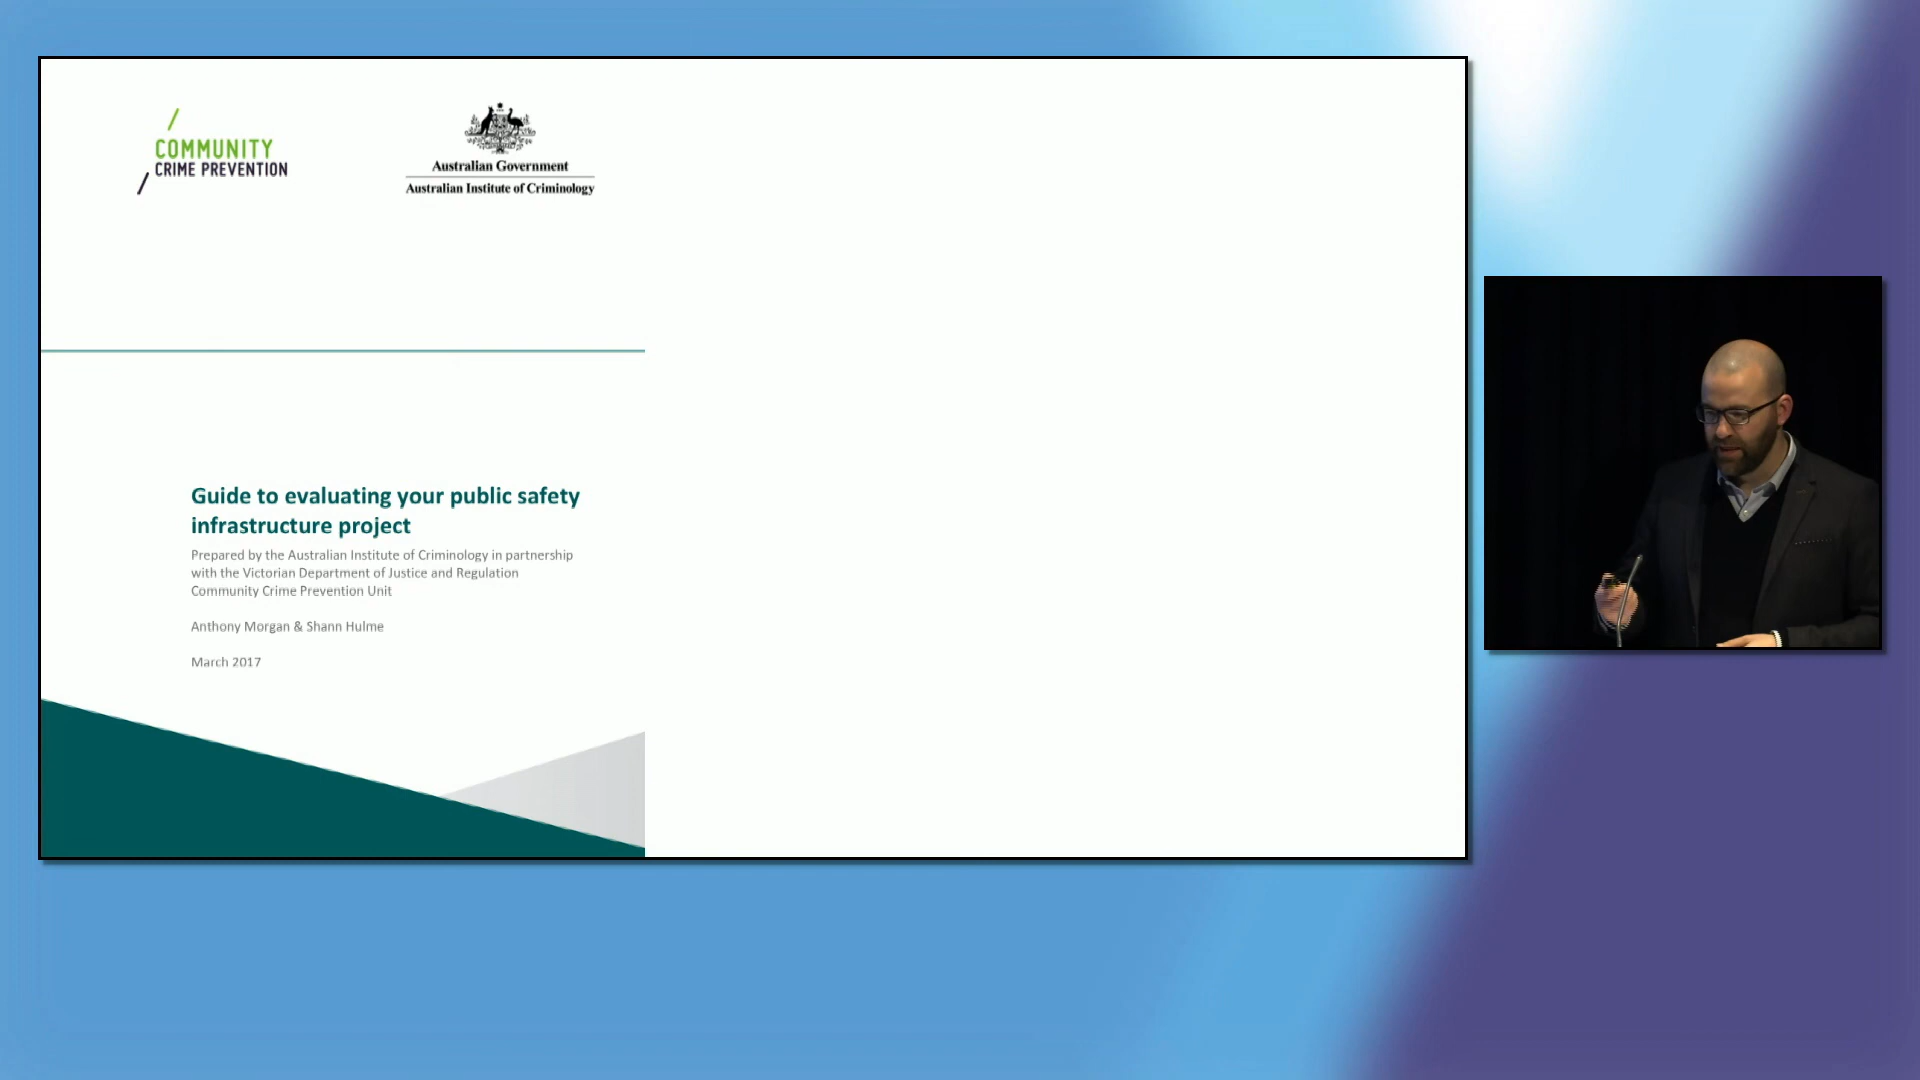 COMMUNITY
CRIME PREVENTION
Australian Government
Australian Institute of Criminology
Guide to evaluating your public safety
infrastructure project
Prepared by the Australian Institute of Criminology in partnership
with the Victorian Department of Justice and Regulation
Community Crime Prevention Unit
Anthony Morgan & Shann Hulme
March 2017